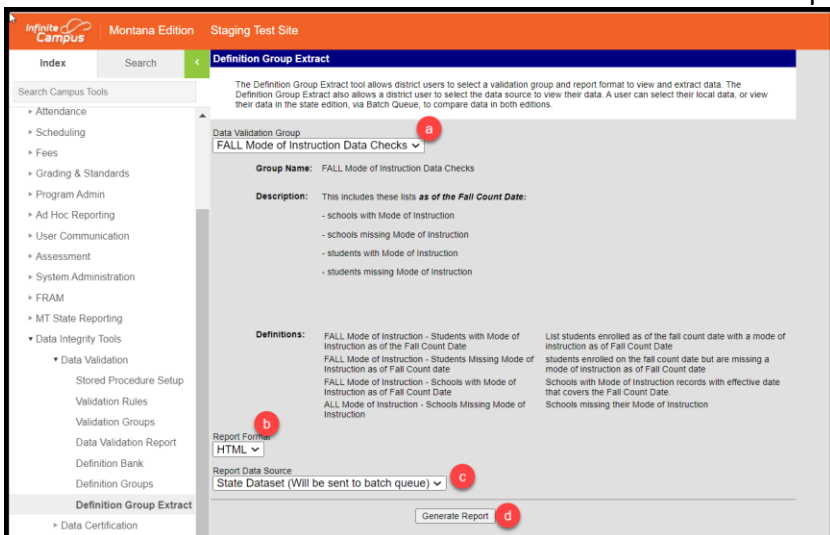 Infinite Campus Montana Edition Staging Test Site
Index Search <
Search Campus Tools
Attendance
Scheduling
Fees
Grading & Standards
Program Admin
Ad Hoc Reporting
User Communication
Assessment
System Administration
FRAM
MT State Reporting
Data Integrity Tools
Data Validation
Stored Procedure Setup
Validation Rules
Validation Groups
Data Validation Report
Definition Bank
Definition Groups
Definition Group Extract
Data Certification
Definition Group Extract
The Definition Group Extract tool allows district users to select a validation group and report format to view and extract data. The
Definition Group Extract also allows a district user to select the data source to view their data. A user can select their local data, or view
their data in the state edition, via Batch Queue, to compare data in both editions.
a
Data Validation Group
FALL Mode of Instruction Data Checks
Group Name: FALL Mode of Instruction Data Checks
Description: This includes these lists as of the Fall Count Date:
- schools with Mode of Instruction
- schools missing Mode of Instruction
- students with Mode of Instruction
- students missing Mode of Instruction
Definitions:
FALL Mode of Instruction - Students with Mode of
Instruction as of the Fall Count Date
List students enrolled as of the fall count date with a mode of
instruction as of Fall Count Date
FALL Mode of Instruction - Students Missing Mode of
Instruction as of Fall Count date
students enrolled on the fall count date but are missing a
mode of instruction as of Fall Count Date
FALL Mode of Instruction - Schools with Mode of
Instruction as of Fall Count Date
Schools with Mode of Instruction records with effective date
that covers the Fall Count Date.
ALL Mode of Instruction - Schools Missing Mode of
Instruction
Schools missing their Mode of Instruction
b
Report Format
HTML
Report Data Source
State Dataset (Will be sent to batch queue)
c
Generate Report
d